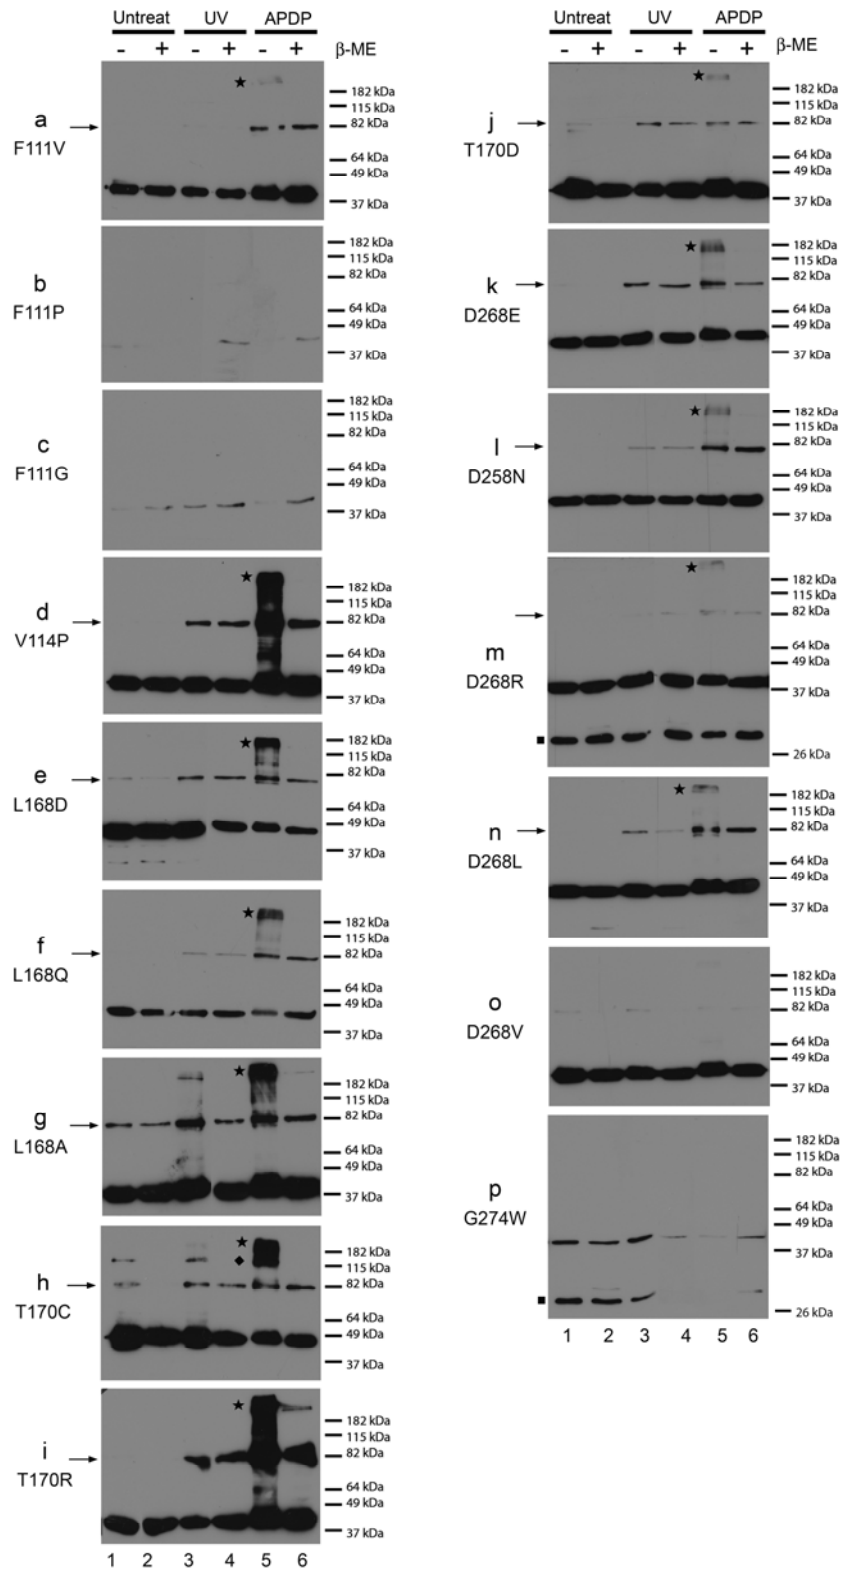 Untreat UV APDP
- + - + - + β-ME
a
F111V
182 kDa
115 kDa
82 kDa
64 kDa
49 kDa
37 kDa
b
F111P
182 kDa
115 kDa
82 kDa
64 kDa
49 kDa
37 kDa
c
F111G
182 kDa
115 kDa
82 kDa
64 kDa
49 kDa
37 kDa
d
V114P
182 kDa
115 kDa
82 kDa
64 kDa
49 kDa
37 kDa
e
L168D
182 kDa
115 kDa
82 kDa
64 kDa
49 kDa
37 kDa
f
L168Q
182 kDa
115 kDa
82 kDa
64 kDa
49 kDa
37 kDa
g
L168A
182 kDa
115 kDa
82 kDa
64 kDa
49 kDa
37 kDa
h
T170C
182 kDa
115 kDa
82 kDa
64 kDa
49 kDa
37 kDa
i
T170R
182 kDa
115 kDa
82 kDa
64 kDa
49 kDa
37 kDa
1 2 3 4 5 6
Untreat UV APDP
- + - + - + β-ME
j
T170D
182 kDa
115 kDa
82 kDa
64 kDa
49 kDa
37 kDa
k
D268E
182 kDa
115 kDa
82 kDa
64 kDa
49 kDa
37 kDa
l
D258N
182 kDa
115 kDa
82 kDa
64 kDa
49 kDa
37 kDa
m
D268R
182 kDa
115 kDa
82 kDa
64 kDa
49 kDa
37 kDa
26 kDa
n
D268L
182 kDa
115 kDa
82 kDa
64 kDa
49 kDa
37 kDa
o
D268V
182 kDa
115 kDa
82 kDa
64 kDa
49 kDa
37 kDa
p
G274W
182 kDa
115 kDa
82 kDa
64 kDa
49 kDa
37 kDa
26 kDa
1 2 3 4 5 6